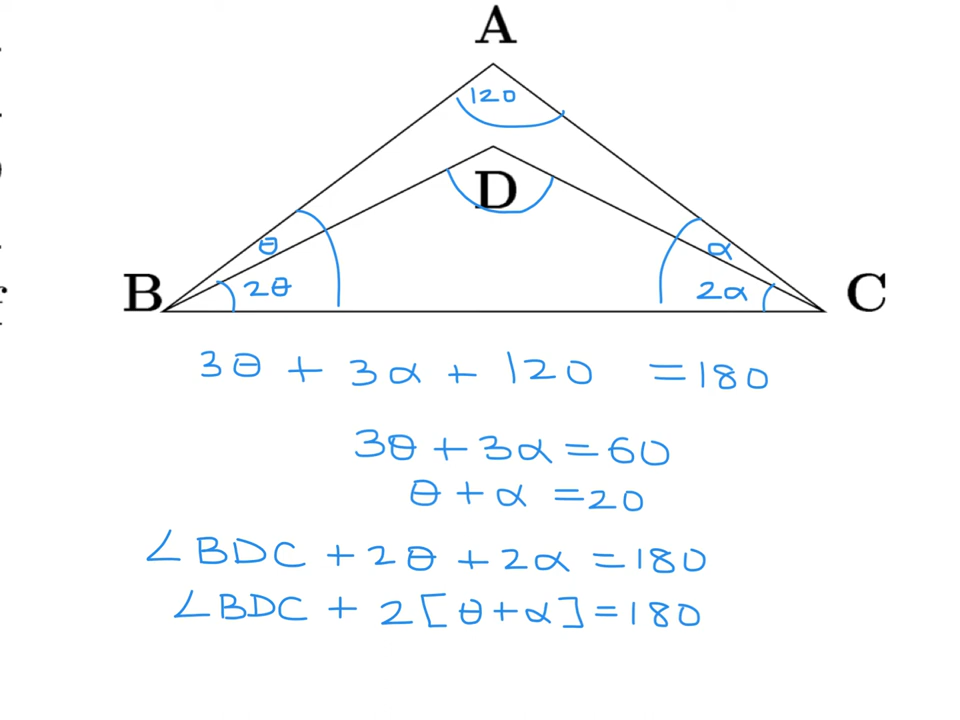 A
120
D
θ
α
B
2θ
2α
C
3θ + 3α + 120 = 180
3θ + 3α = 60
θ + α = 20
∠BDC + 2θ + 2α = 180
∠BDC + 2[θ+α] = 180